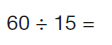 60 ÷ 15 =